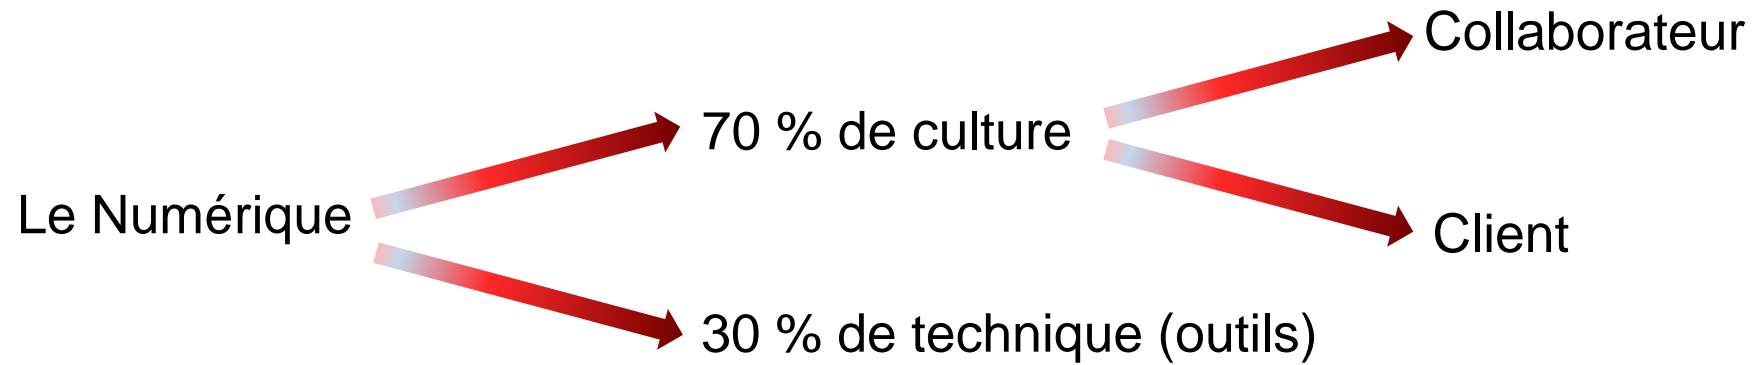 Collaborateur
70 % de culture
Le Numérique
Client
30 % de technique (outils)